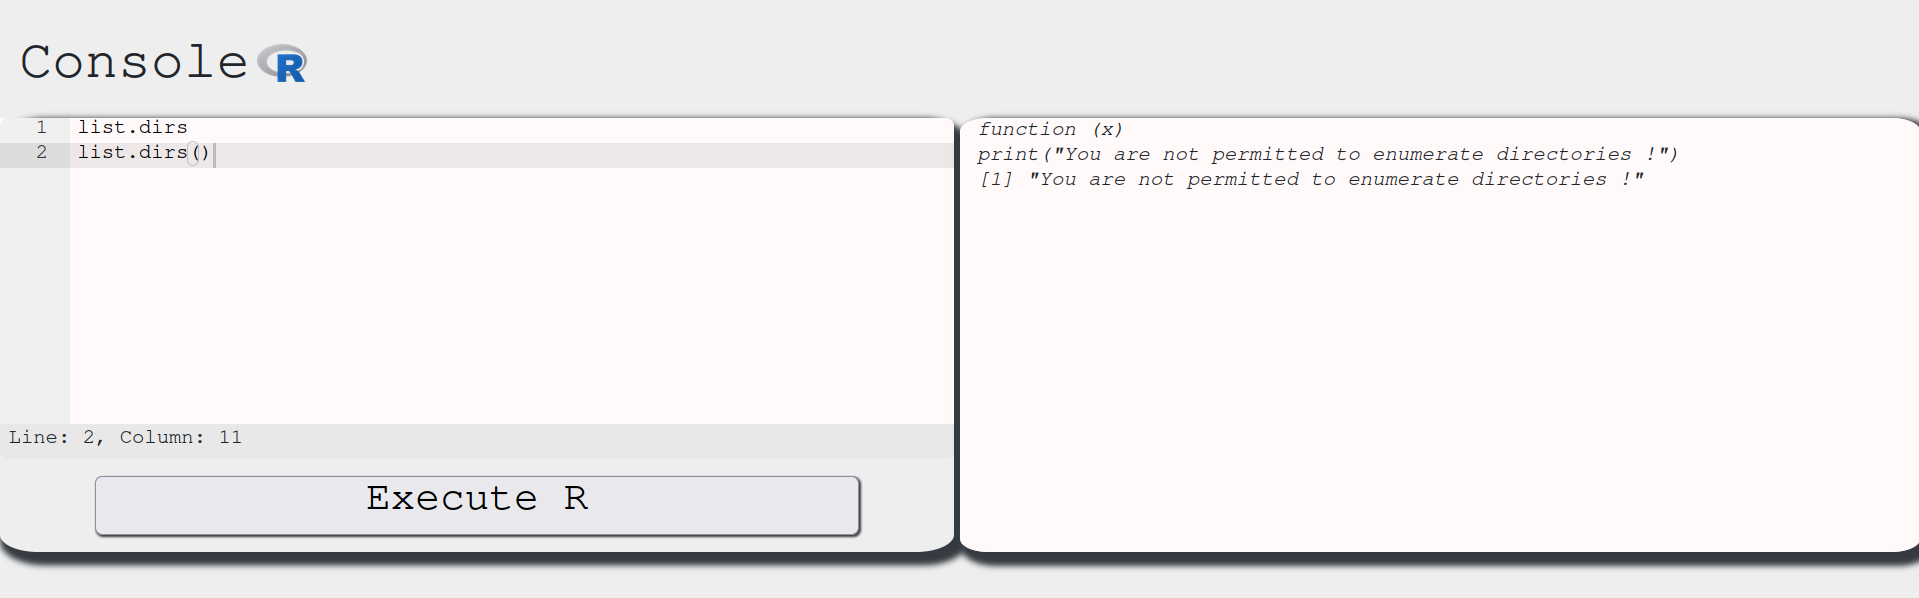 Console R
1 list.dirs
2 list.dirs()
Line: 2, Column: 11
Execute R
function (x)
print("You are not permitted to enumerate directories !")
[1] "You are not permitted to enumerate directories !"